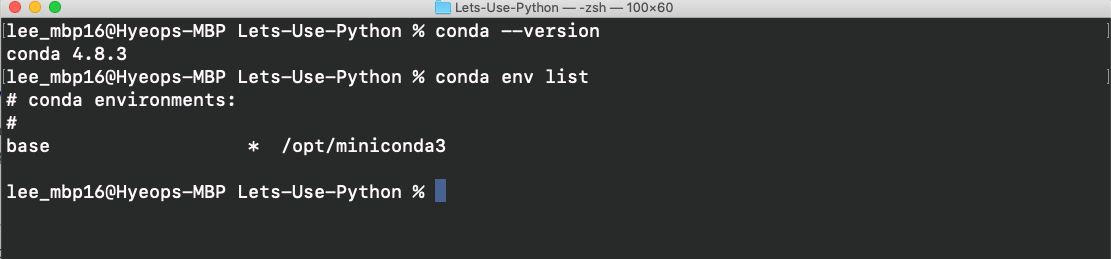 Lets-Use-Python — -zsh — 100×60
[lee_mbp16@Hyeops-MBP Lets-Use-Python % conda --version ]
conda 4.8.3
[lee_mbp16@Hyeops-MBP Lets-Use-Python % conda env list ]
# conda environments:
#
base                  *  /opt/miniconda3
lee_mbp16@Hyeops-MBP Lets-Use-Python %